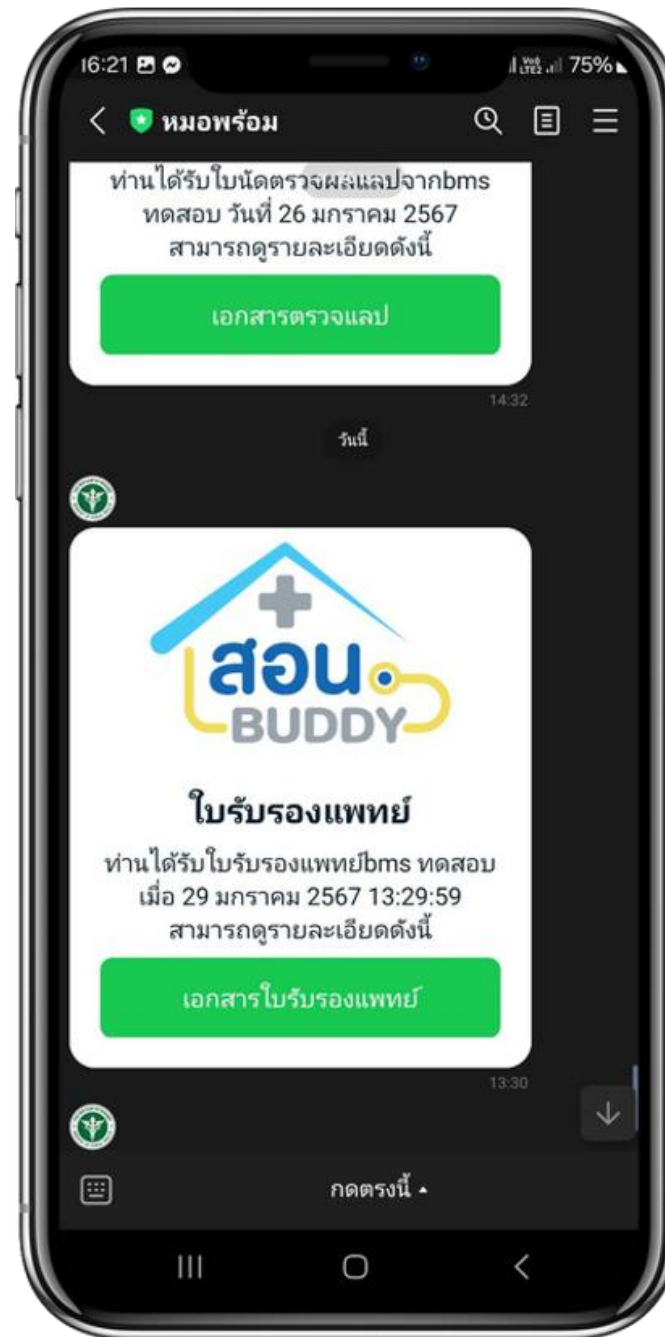 16:21
VoD LTE2 75%
หมอพร้อม
ท่านได้รับใบนัดตรวจผลแลปจากbms
ทดสอบ วันที่ 26 มกราคม 2567
สามารถดูรายละเอียดดังนี้
เอกสารตรวจแลป
14:32
วันนี้
สอน
BUDDY
ใบรับรองแพทย์
ท่านได้รับใบรับรองแพทย์bms ทดสอบ
เมื่อ 29 มกราคม 2567 13:29:59
สามารถดูรายละเอียดดังนี้
เอกสารใบรับรองแพทย์
13:30
กดตรงนี้